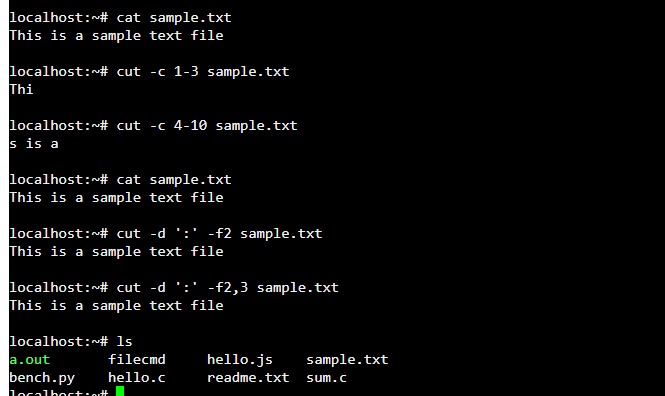 localhost:~# cat sample.txt
This is a sample text file
localhost:~# cut -c 1-3 sample.txt
Thi
localhost:~# cut -c 4-10 sample.txt
s is a
localhost:~# cat sample.txt
This is a sample text file
localhost:~# cut -d ':' -f2 sample.txt
This is a sample text file
localhost:~# cut -d ':' -f2,3 sample.txt
This is a sample text file
localhost:~# ls
a.out filecmd hello.js sample.txt
bench.py hello.c readme.txt sum.c
localhost:~#